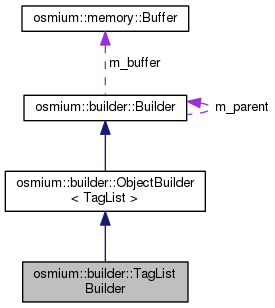 osmium::memory::Buffer
m_buffer
osmium::builder::Builder
m_parent
osmium::builder::ObjectBuilder
< TagList >
osmium::builder::TagList
Builder